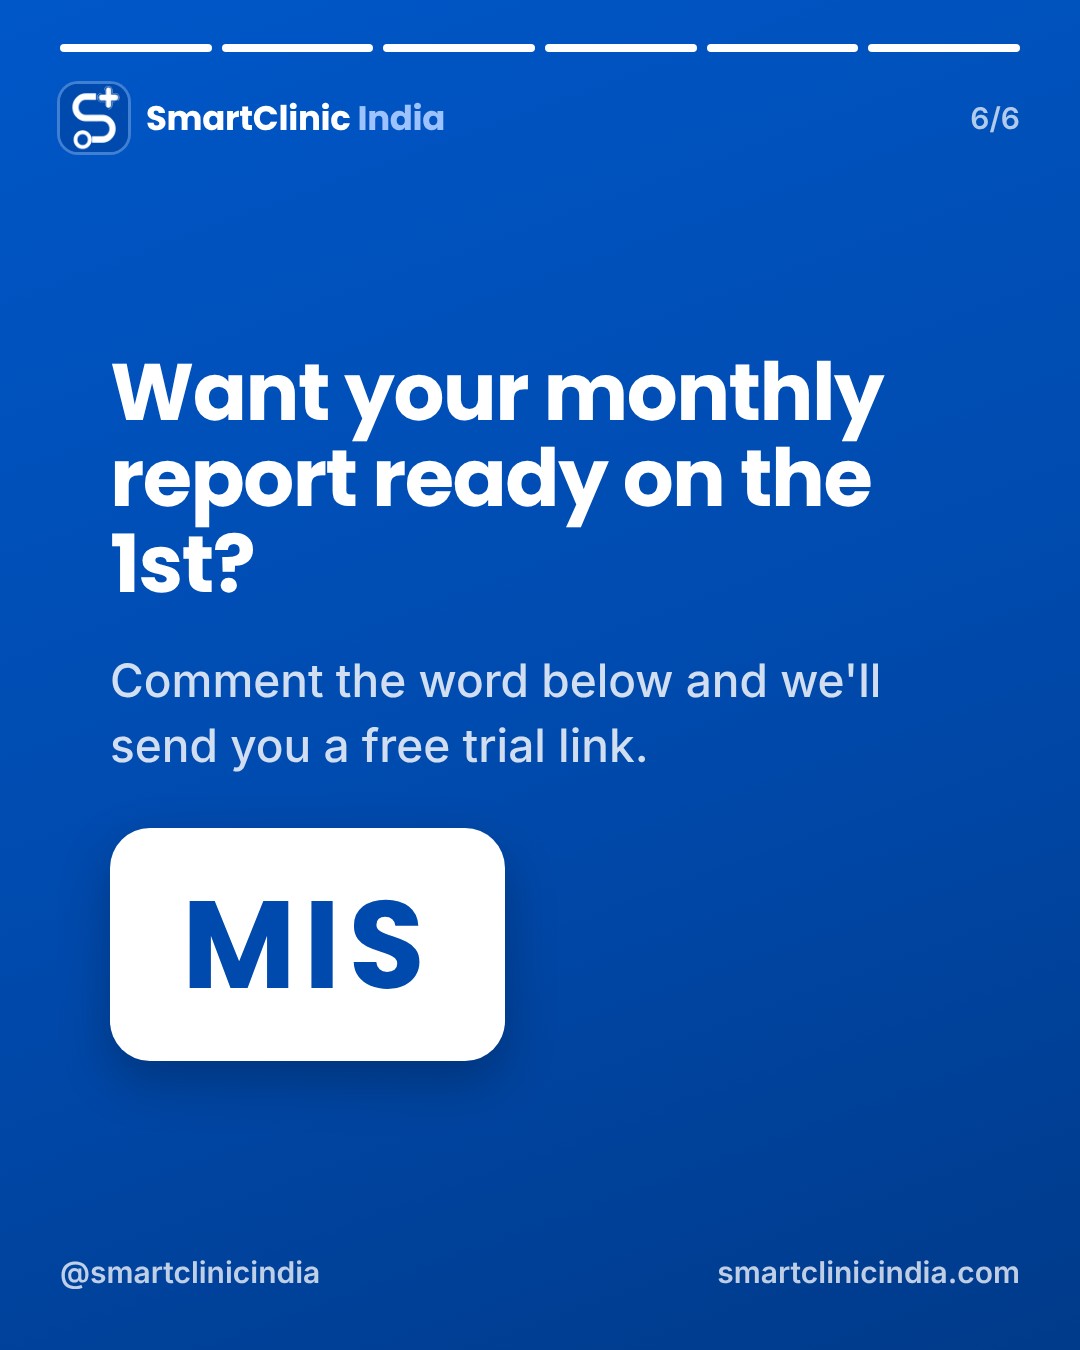 SmartClinic India
6/6
Want your monthly
report ready on the
1st?
Comment the word below and we'll
send you a free trial link.
MIS
@smartclinicindia
smartclinicindia.com